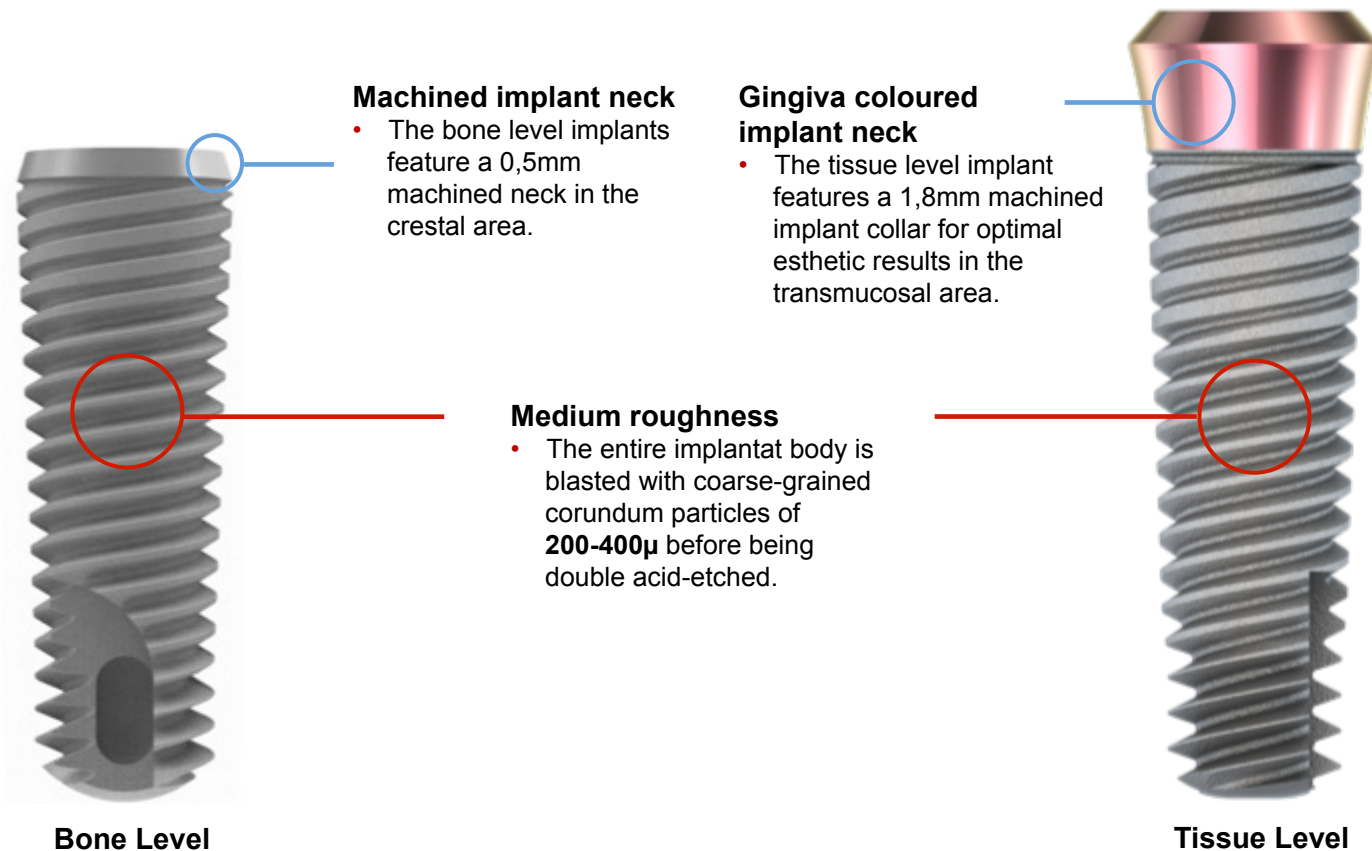 Machined implant neck
• The bone level implants
feature a 0,5mm
machined neck in the
crestal area.
Gingiva coloured
implant neck
• The tissue level implant
features a 1,8mm machined
implant collar for optimal
esthetic results in the
transmucosal area.
Medium roughness
• The entire implantat body is
blasted with coarse-grained
corundum particles of
200-400µ before being
double acid-etched.
Bone Level
Tissue Level